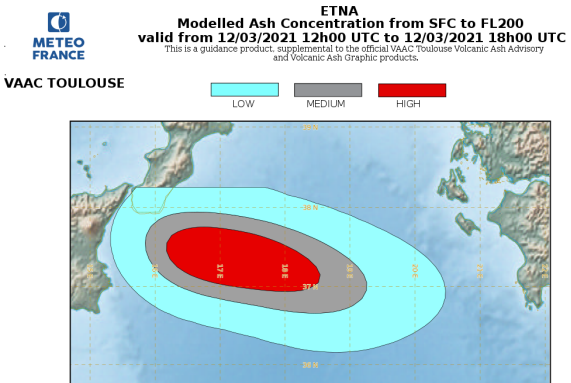 ETNA
Modelled Ash Concentration from SFC to FL200
valid from 12/03/2021 12h00 UTC to 12/03/2021 18h00 UTC
This is a guidance product, supplemental to the official VAAC Toulouse Volcanic Ash Advisory
and Volcanic Ash Graphic products.
METEO
FRANCE
VAAC TOULOUSE
LOW MEDIUM HIGH
38 N
17 E
18 E
37 N
36 N